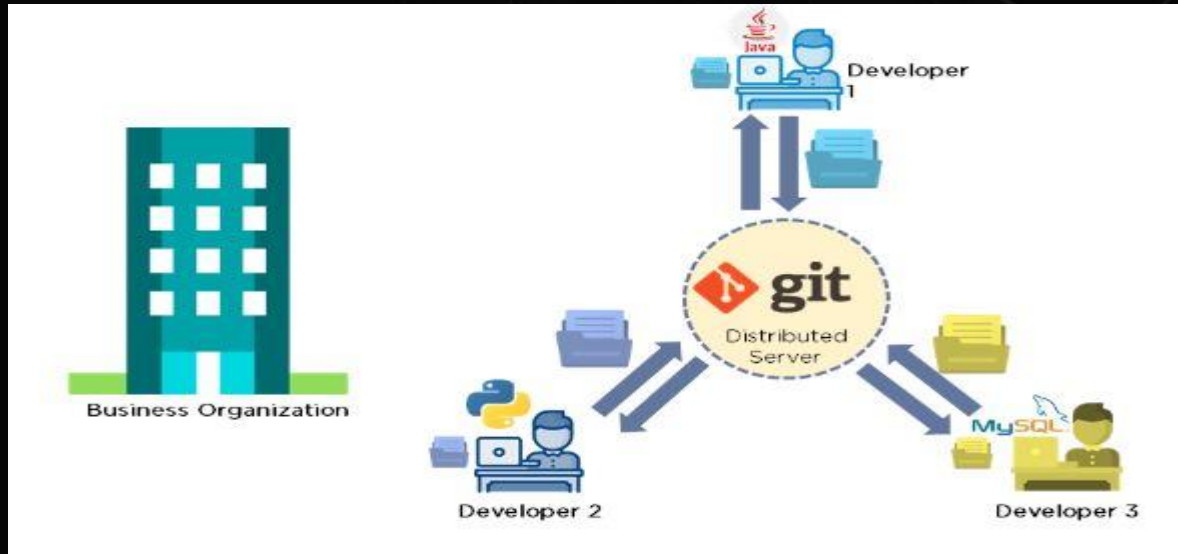 Java
Developer
1
git
Distributed
Server
Business Organization
MySQL
Developer 2
Developer 3